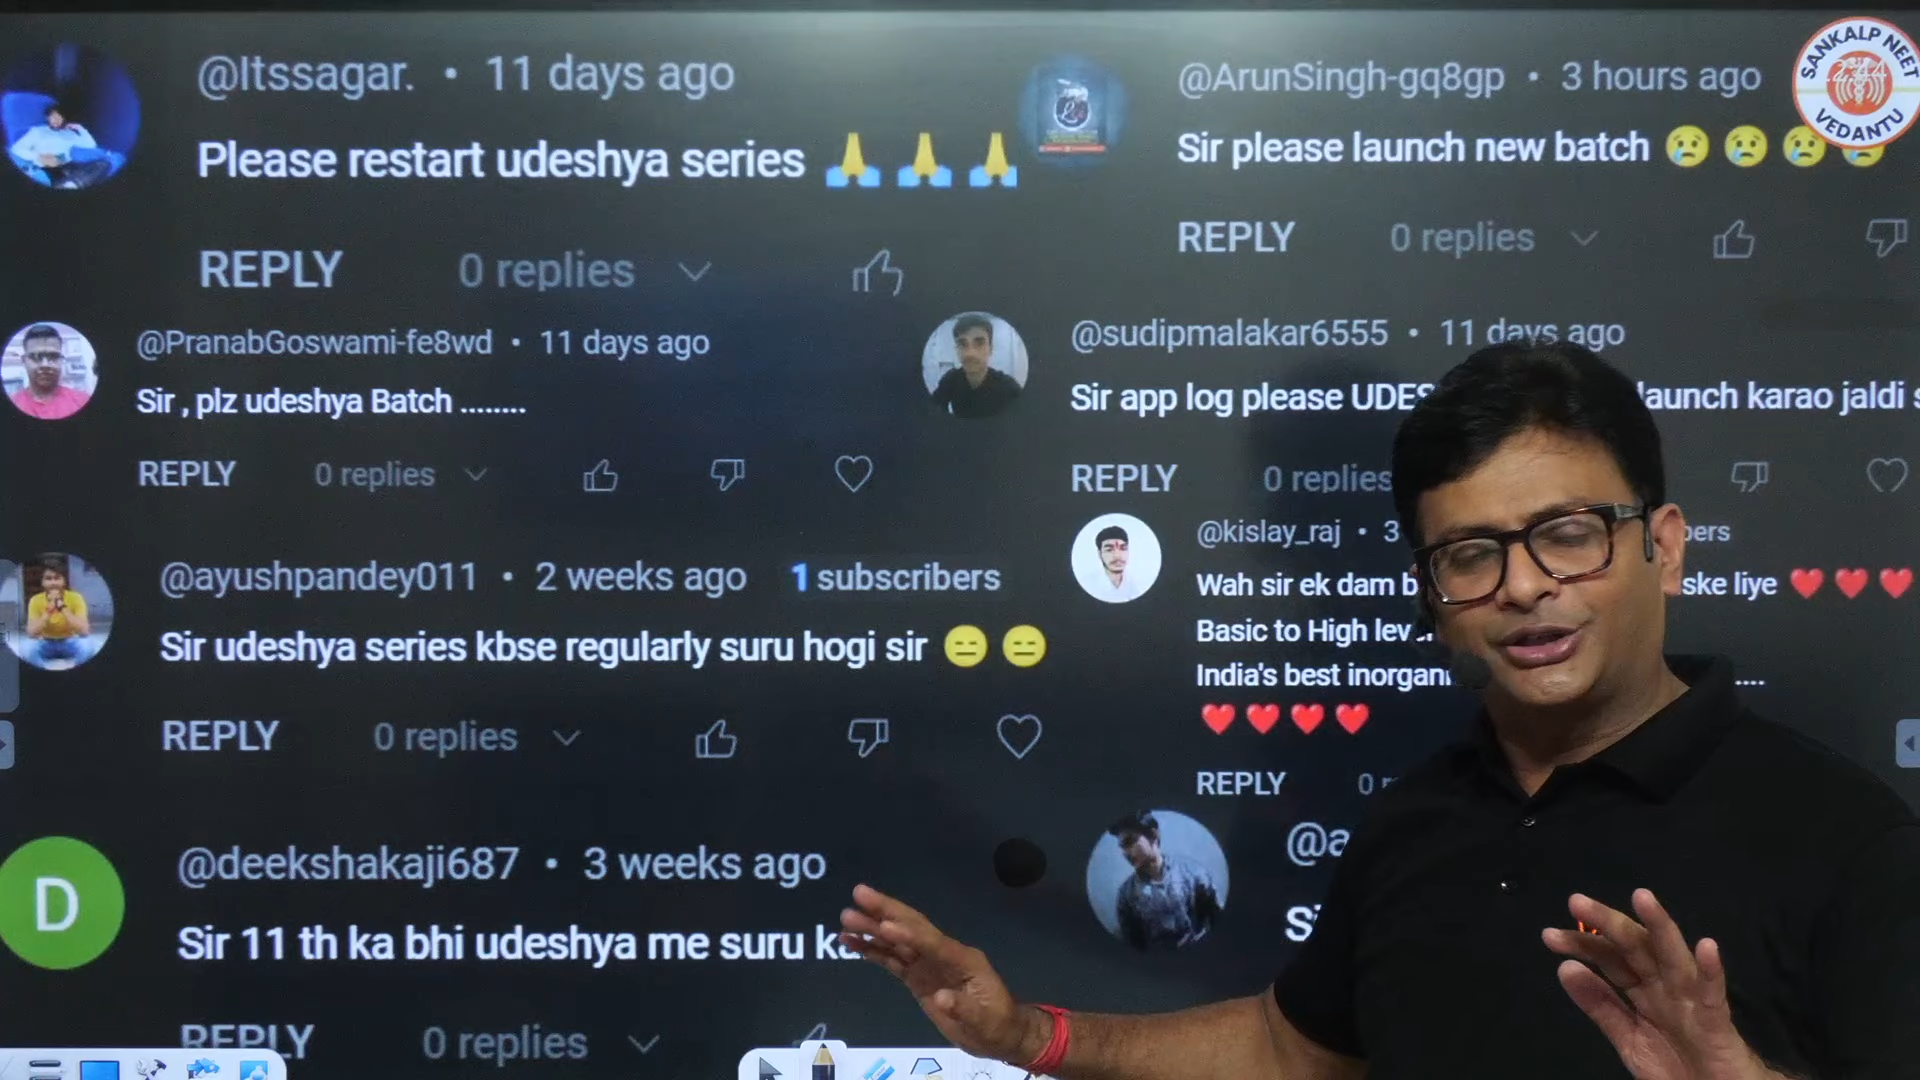 @Itssagar. • 11 days ago
Please restart udeshya series 🙏 🙏 🙏
REPLY 0 replies
@ArunSingh-gq8gp • 3 hours ago
Sir please launch new batch 😢 😢 😢 😢
REPLY 0 replies
SANKALP NEET
VEDANTU
@PranabGoswami-fe8wd • 11 days ago
Sir , plz udeshya Batch ........
REPLY 0 replies
@sudipmalakar6555 • 11 days ago
Sir app log please launch karao jaldi
REPLY 0 replies
@ayushpandey011 • 2 weeks ago 1 subscribers
Sir udeshya series kbse regularly suru hogi sir 😑 😑
REPLY 0 replies
@kislay_raj • 3
Wah sir ek dam liye ❤️ ❤️ ❤️
Basic to High
India's best ....
❤️ ❤️ ❤️ ❤️
REPLY 0
@deekshakaji687 • 3 weeks ago
D
Sir 11 th ka bhi udeshya me suru
REPLY 0 replies